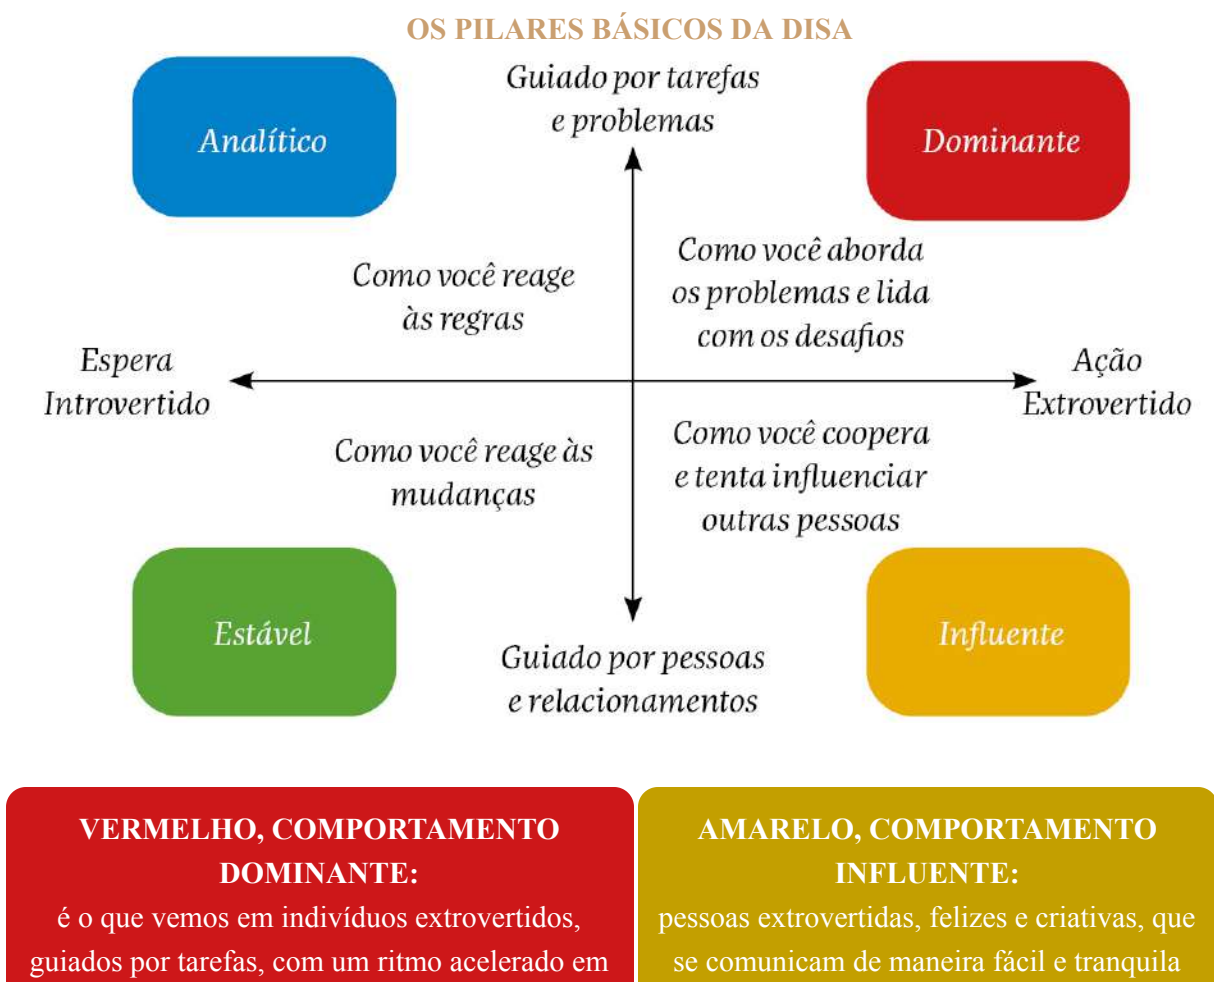 OS PILARES BÁSICOS DA DISA
Guiado por tarefas
e problemas
Analítico
Dominante
Como você reage
às regras
Como você aborda
os problemas e lida
com os desafios
Espera
Introvertido
Ação
Extrovertido
Como você reage às
mudanças
Como você coopera
e tenta influenciar
outras pessoas
Estável
Influente
Guiado por pessoas
e relacionamentos
VERMELHO, COMPORTAMENTO
DOMINANTE:
é o que vemos em indivíduos extrovertidos,
guiados por tarefas, com um ritmo acelerado em
AMARELO, COMPORTAMENTO
INFLUENTE:
pessoas extrovertidas, felizes e criativas, que
se comunicam de maneira fácil e tranquila